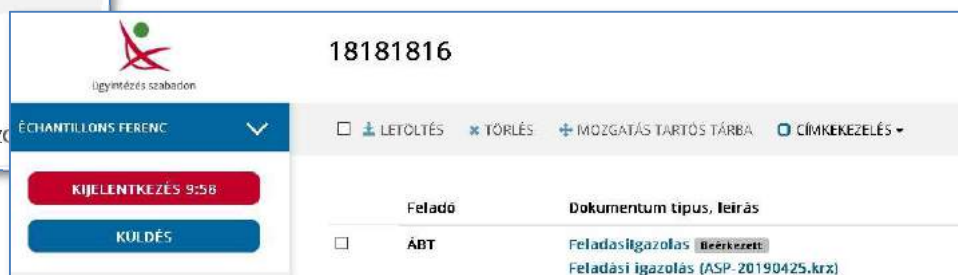 18181816
ügyintézés szabadon
ÉCHANTILLONS FERENC
LETÖLTÉS TÖRLÉS MOZGATÁS TARTÓS TÁRBA CÍMKEKEZELÉS
KIJELENTKEZÉS 9:58
KÜLDÉS
Feladó Dokumentum típus, leírás
ÁBT Feladasilgazolas Beérkezett
Feladási igazolás (ASP-20190425.krx)